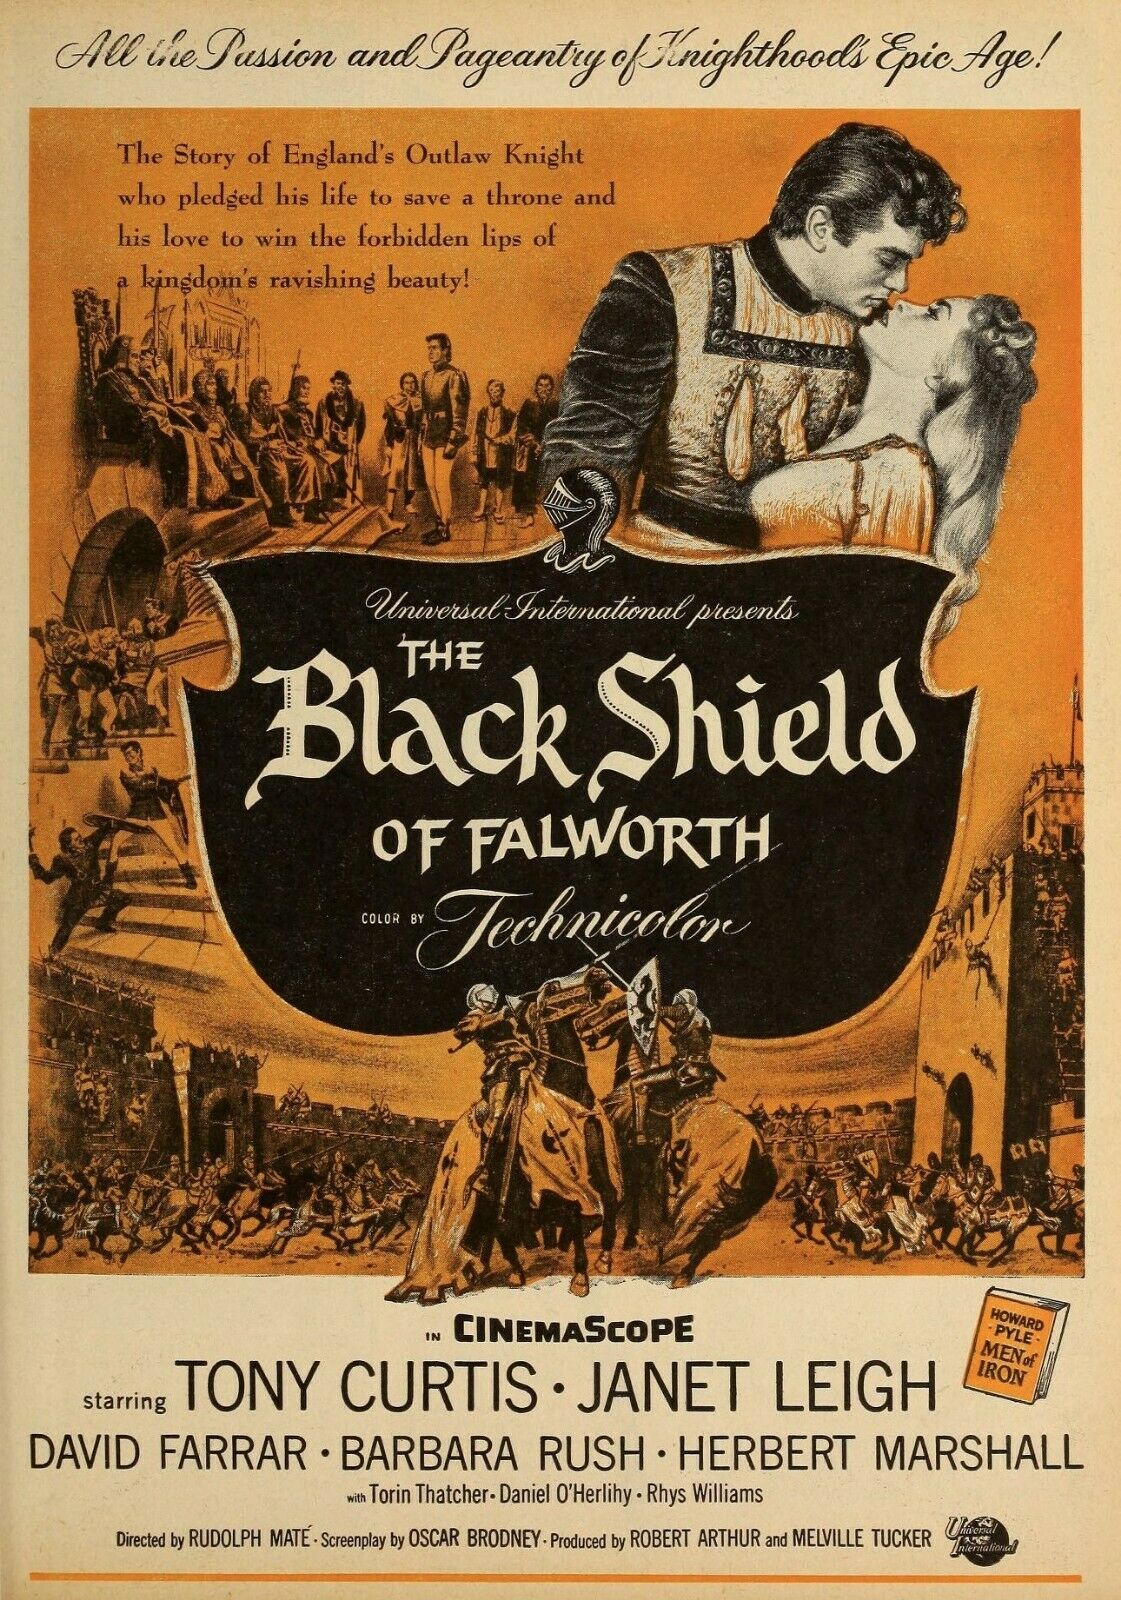 All the Passion and Pageantry of Knighthood's Epic Age!
The Story of England's Outlaw Knight
who pledged his life to save a throne and
his love to win the forbidden lips of
a kingdom's ravishing beauty!
Universal-International presents
THE
Black Shield
OF FALWORTH
COLOR BY Technicolor
IN CINEMASCOPE
HOWARD
PYLE
MEN of
IRON
starring TONY CURTIS · JANET LEIGH
DAVID FARRAR · BARBARA RUSH · HERBERT MARSHALL
with Torin Thatcher · Daniel O'Herlihy · Rhys Williams
Directed by RUDOLPH MATÉ · Screenplay by OSCAR BRODNEY · Produced by ROBERT ARTHUR and MELVILLE TUCKER
Universal
International